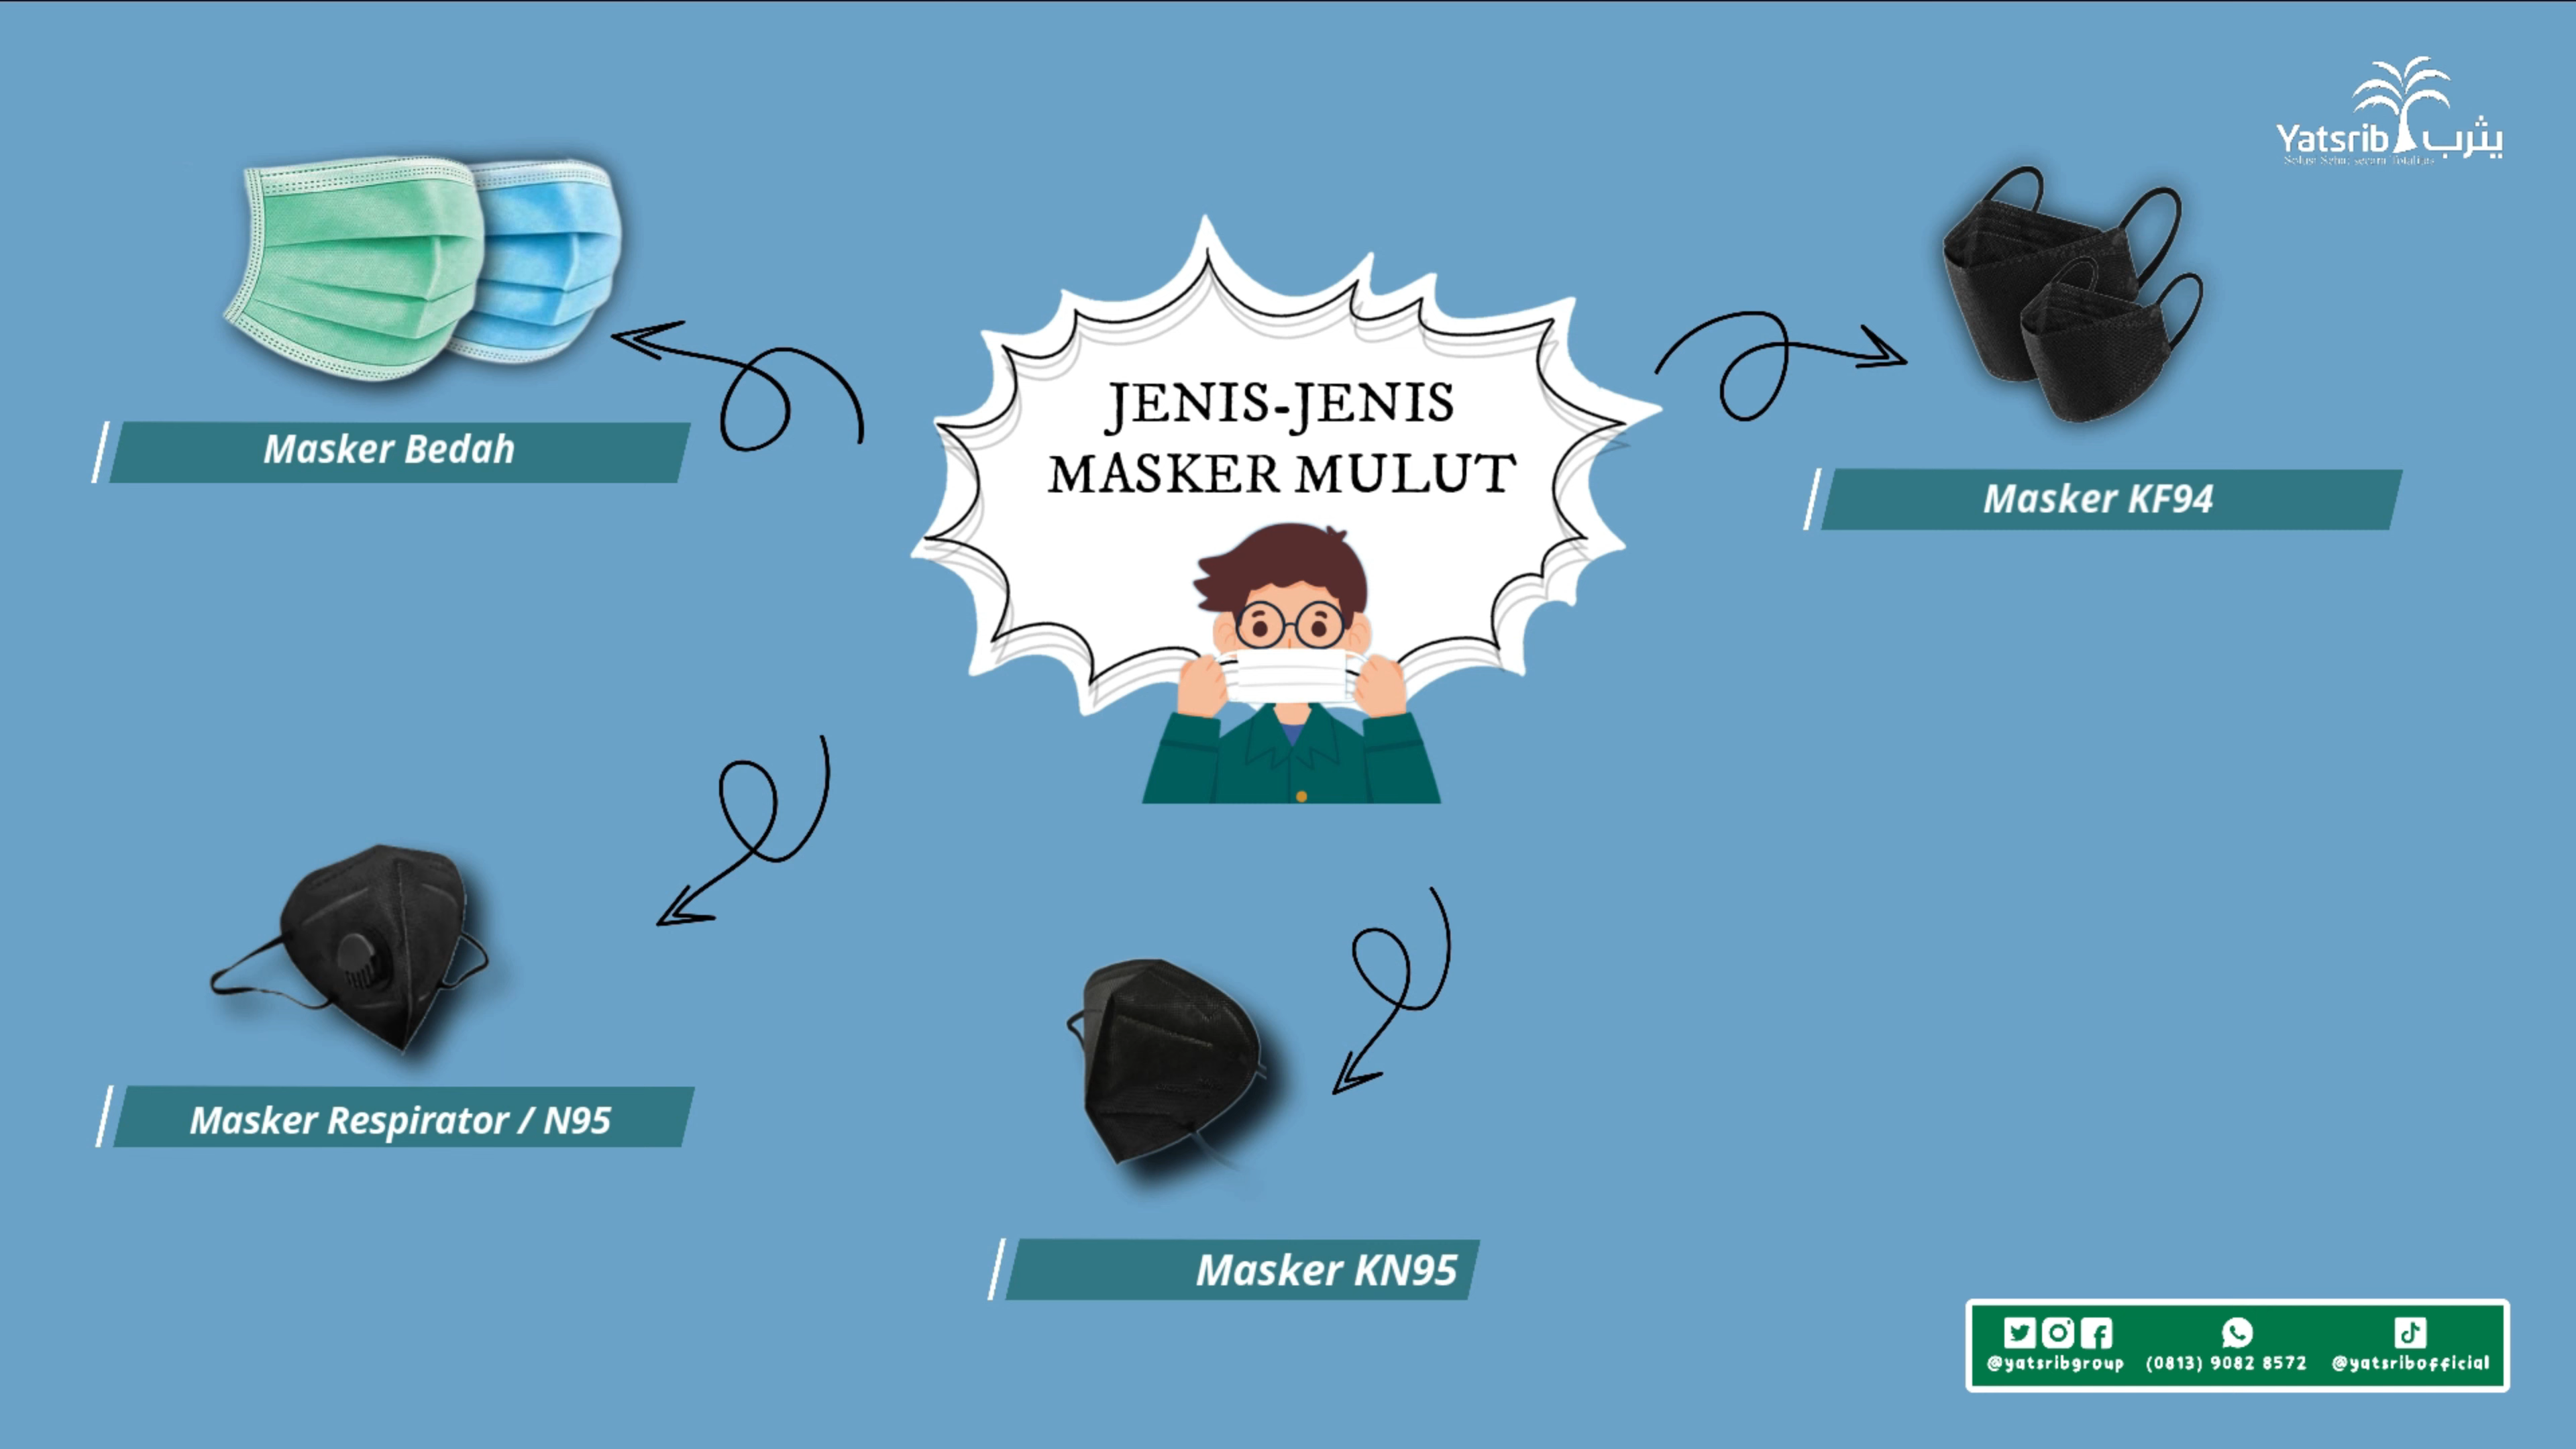 Yatsrib يثرب
JENIS-JENIS
MASKER MULUT
Masker Bedah
Masker KF94
Masker Respirator / N95
Masker KN95
@yatsribgroup (0813) 9082 8572 @yatsribofficial